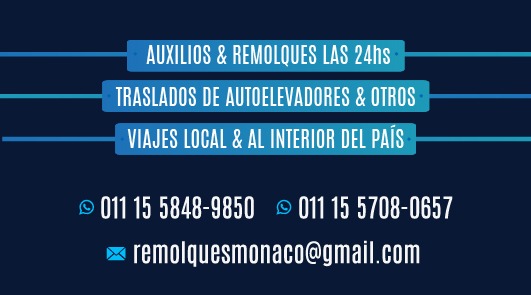 AUXILIOS & REMOLQUES LAS 24hs
TRASLADOS DE AUTOELEVADORES & OTROS
VIAJES LOCAL & AL INTERIOR DEL PAÍS
011 15 5848-9850 011 15 5708-0657
remolquesmonaco@gmail.com